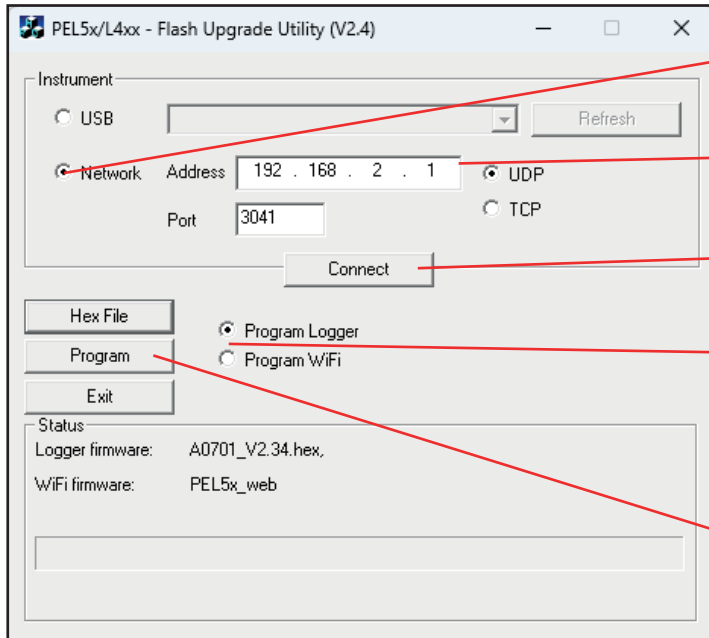 PEL5x/L4xx - Flash Upgrade Utility (V2.4)
Instrument
USB
Refresh
Network Address 192 . 168 . 2 . 1 UDP
Port 3041 TCP
Connect
Hex File
Program Logger
Program
Program WiFi
Exit
Status
Logger firmware: A0701_V2.34.hex,
WiFi firmware: PEL5x_web